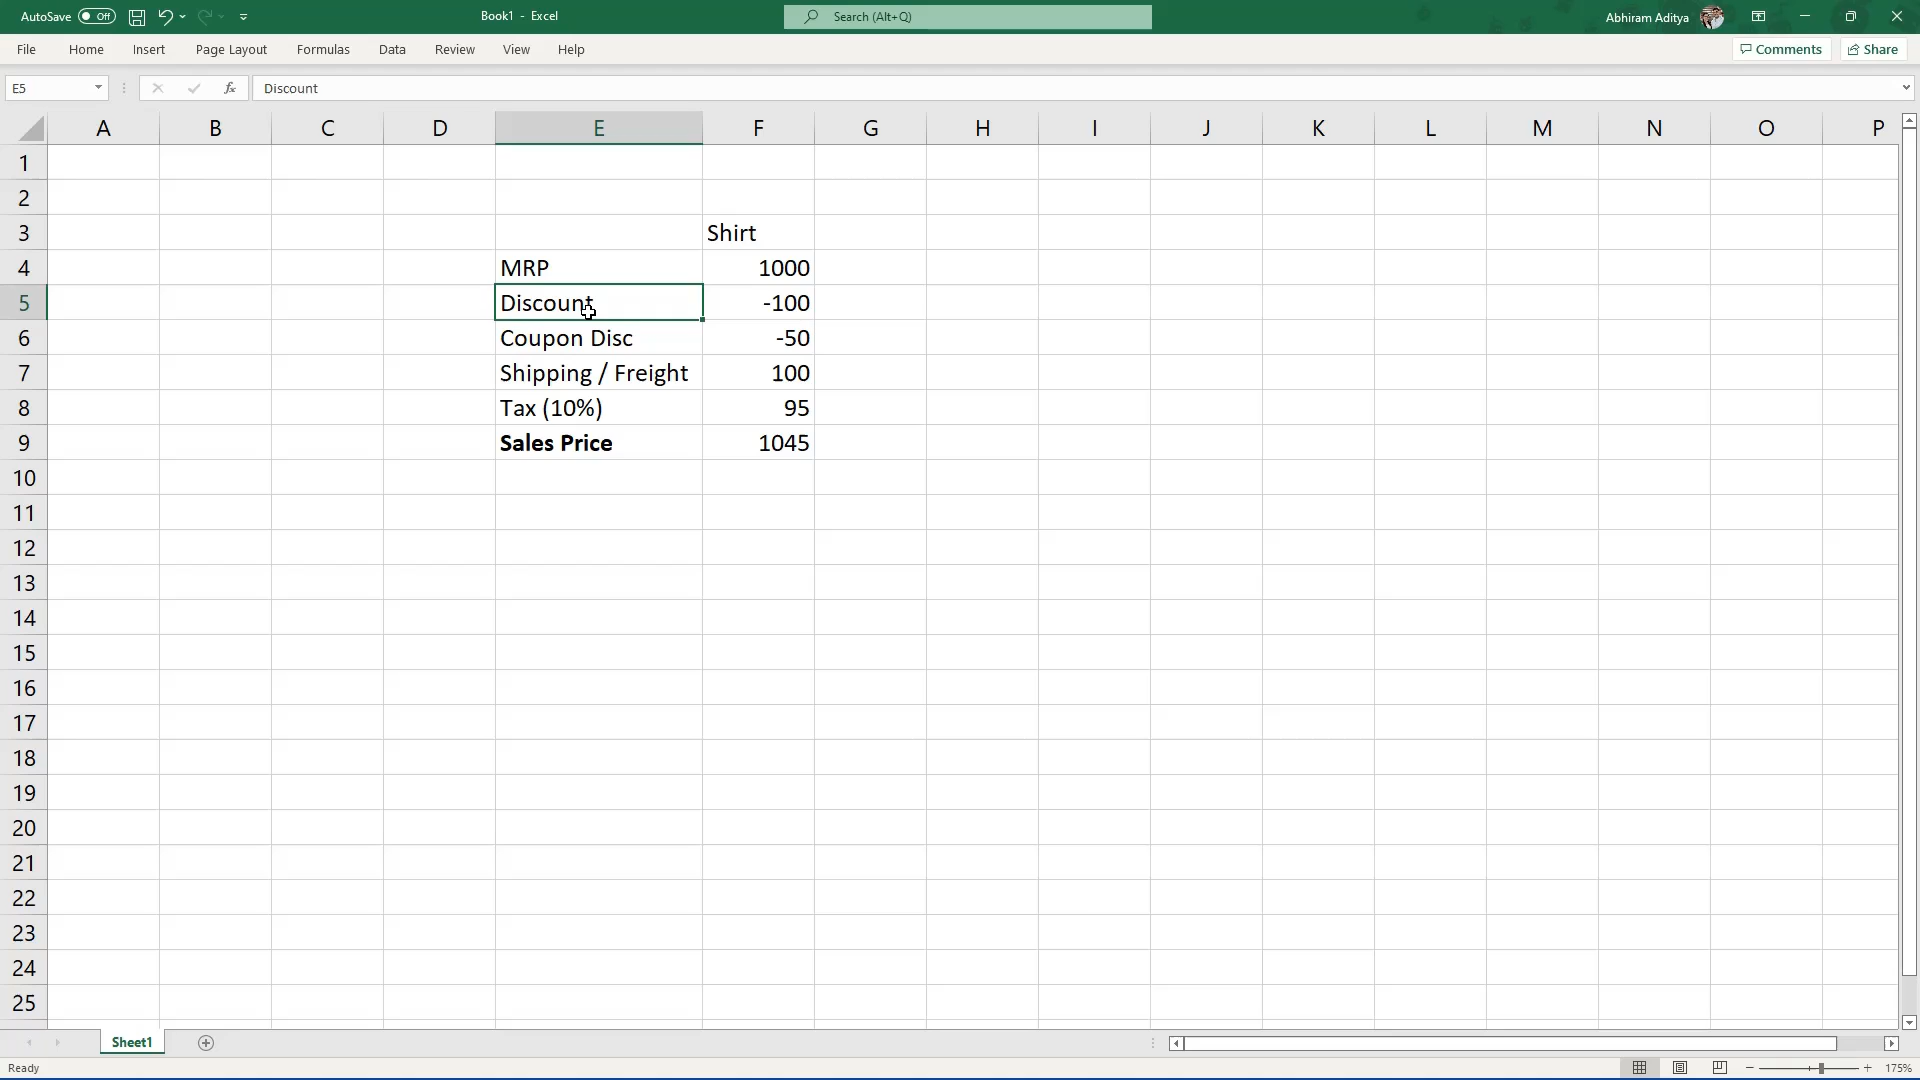 AutoSave Off Book1 - Excel Search (Alt+Q) Abhiram Aditya
File Home Insert Page Layout Formulas Data Review View Help Comments Share
E5 fx Discount
A B C D E F G H I J K L M N O P
1
2
3 Shirt
4 MRP 1000
5 Discount -100
6 Coupon Disc -50
7 Shipping / Freight 100
8 Tax (10%) 95
9 Sales Price 1045
10
11
12
13
14
15
16
17
18
19
20
21
22
23
24
25
Sheet1
Ready 175%